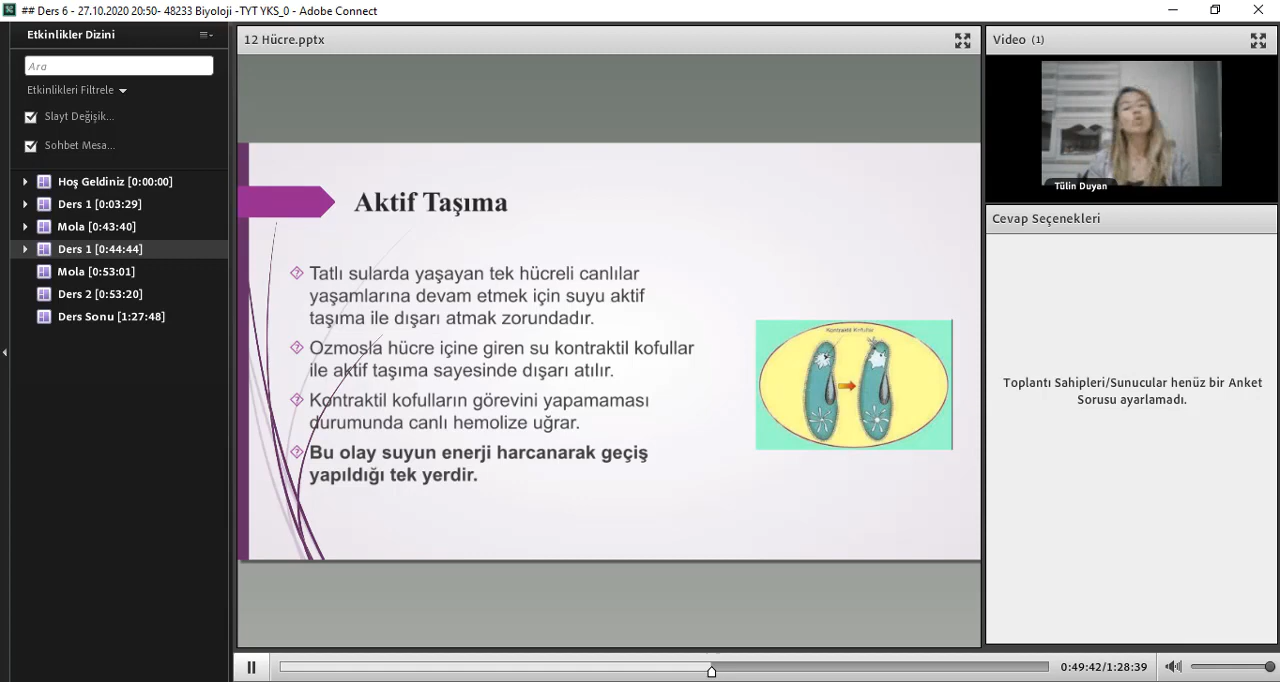 ## Ders 6 - 27.10.2020 20:50- 48233 Biyoloji -TYT YKS_0 - Adobe Connect
Etkinlikler Dizini
Ara
Etkinlikleri Filtrele
Slayt Değişik...
Sohbet Mesa...
Hoş Geldiniz [0:00:00]
Ders 1 [0:03:29]
Mola [0:43:40]
Ders 1 [0:44:44]
Mola [0:53:01]
Ders 2 [0:53:20]
Ders Sonu [1:27:48]
12 Hücre.pptx
Aktif Taşıma
Tatlı sularda yaşayan tek hücreli canlılar
yaşamlarına devam etmek için suyu aktif
taşıma ile dışarı atmak zorundadır.
Ozmosla hücre içine giren su kontraktil kofullar
ile aktif taşıma sayesinde dışarı atılır.
Kontraktil kofulların görevini yapamaması
durumunda canlı hemolize uğrar.
Bu olay suyun enerji harcanarak geçiş
yapıldığı tek yerdir.
Kontraktil Kofullar
Video (1)
Tülin Duyan
Cevap Seçenekleri
Toplantı Sahipleri/Sunucular henüz bir Anket
Sorusu ayarlamadı.
0:49:42/1:28:39